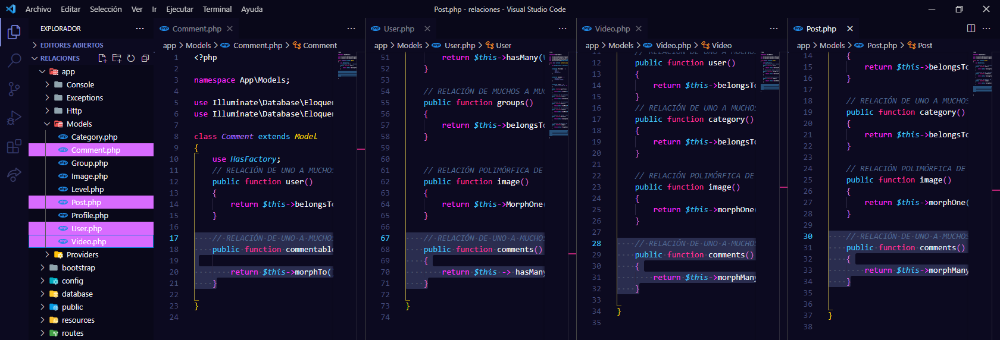 Archivo Editar Selección Ver Ir Ejecutar Terminal Ayuda
Post.php - relaciones - Visual Studio Code
EXPLORADOR
EDITORES ABIERTOS
RELACIONES
app
Console
Exceptions
Http
Models
Category.php
Comment.php
Group.php
Image.php
Level.php
Post.php
Profile.php
User.php
Video.php
Providers
bootstrap
config
database
public
resources
routes
Comment.php
app > Models > Comment.php > Comment
1 <?php
2
3 namespace App\Models;
4
5 use Illuminate\Database\Eloquen
6 use Illuminate\Database\Eloquen
7
8 class Comment extends Model
9 {
10 use HasFactory;
11 // RELACIÓN DE UNO A MUCHOS
12 public function user()
13 {
14 return $this->belongsTo
15 }
16
17 // RELACIÓN DE UNO A MUCHOS
18 public function commentabl
19
20 return $this->morphTo()
21 }
22
23 }
24
User.php
app > Models > User.php > User
51 return $this->hasMany(
52 }
53
54 // RELACIÓN DE MUCHOS A MUC
55 public function groups()
56 {
57 return $this->belongsTo
58 }
59
60
61 // RELACIÓN POLIMÓRFICA DE
62 public function image()
63 {
64 return $this->MorphOne(
65 }
66
67 // RELACIÓN DE UNO A MUCHOS
68 public function comments()
69 {
70 return $this -> hasMany
71 }
72
73 }
74
Video.php
app > Models > Video.php > Video
11 // RELACIÓN DE UNO A MUCHOS
12 public function user()
13 {
14 return $this->belongsTo
15 }
16 // RELACIÓN DE UNO A MUCHOS
17 public function category()
18 {
19 return $this->belongsTo
20 }
21
22 // RELACIÓN POLIMÓRFICA DE
23 public function image()
24 {
25 return $this->morphOne(
26 }
27
28 // RELACIÓN DE UNO A MUCHOS
29 public function comments()
30 {
31 return $this->morphMany
32 }
33
34 }
35
Post.php
app > Models > Post.php > Post
14 {
15 return $this->belongsTo
16 }
17
18 // RELACIÓN DE UNO A MUCHOS
19 public function category()
20 {
21 return $this->belongsTo
22 }
23
24 // RELACIÓN POLIMÓRFICA DE
25 public function image()
26 {
27 return $this->morphOne(
28 }
29
30 // RELACIÓN DE UNO A MUCHOS
31 public function comments()
32 {
33 return $this->morphMany
34 }
35
36
37 }
38